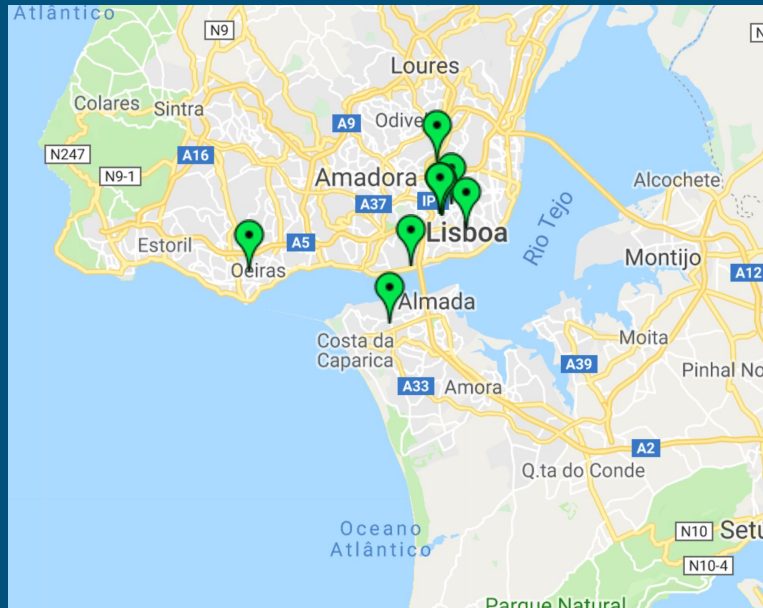 Atlântico
N9
N
Loures
Colares
Sintra
A9
Odivel
N247
A16
N9-1
Amadora
Alcochete
A37
IP
Lisboa
Rio Tejo
Estoril
A5
Oeiras
Montijo
A12
Almada
Costa da
Caparica
Moita
A39
Pinhal No
A33
Amora
A2
Q.ta do Conde
Oceano
Atlântico
N10
Setu
N10-4
Parque Natural